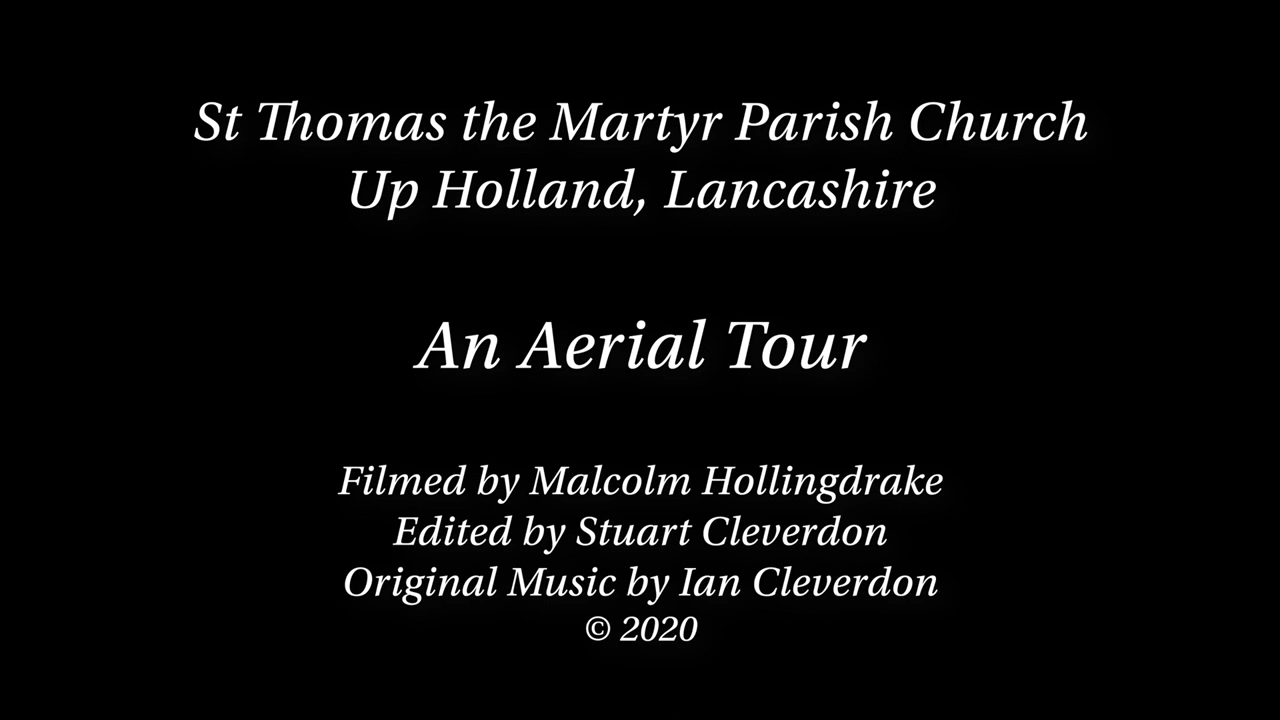 St Thomas the Martyr Parish Church
Up Holland, Lancashire
An Aerial Tour
Filmed by Malcolm Hollingdrake
Edited by Stuart Cleverdon
Original Music by Ian Cleverdon
© 2020